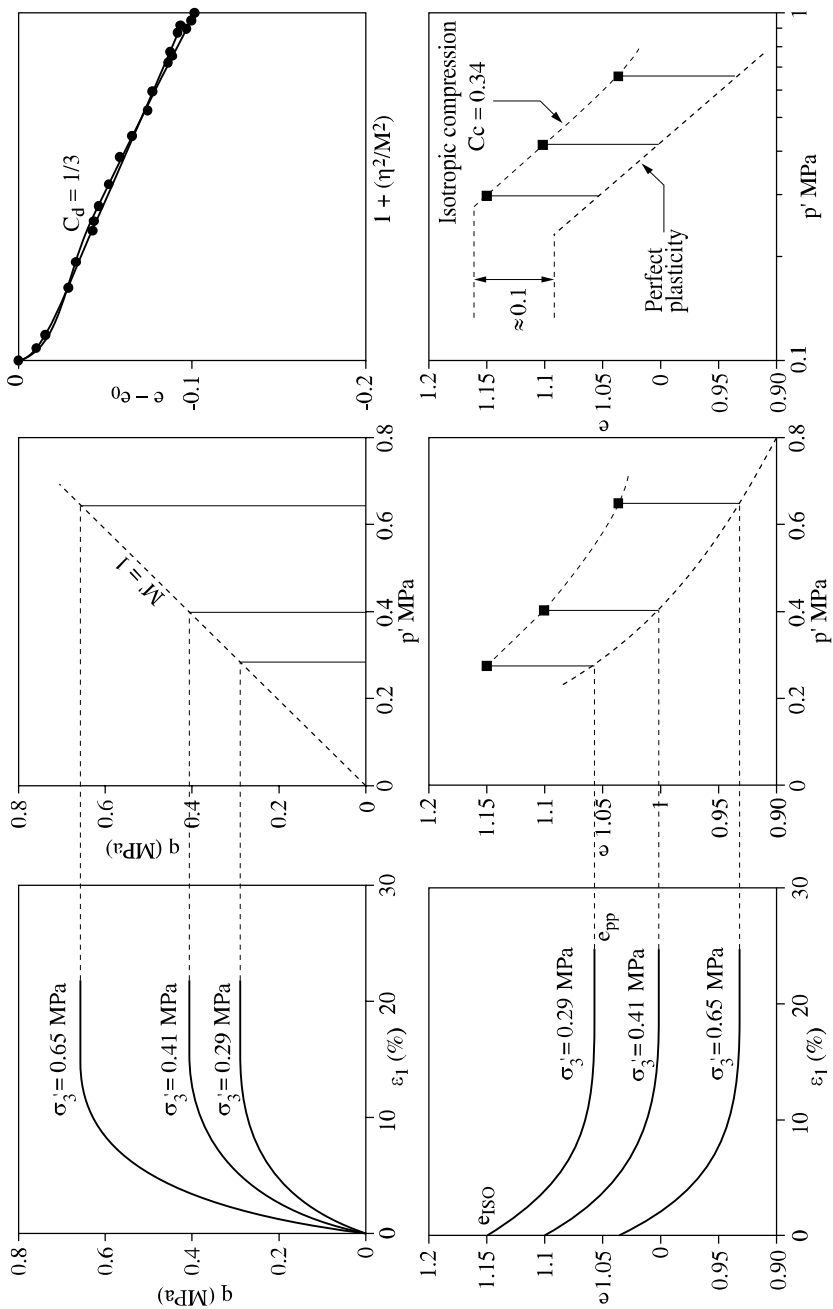 q (MPa)
0.8
0.6
0.4
0.2
0
σ₃'= 0.65 MPa
σ₃'= 0.41 MPa
σ₃'= 0.29 MPa
0
10
20
30
ε₁ (%)
q (MPa)
0.8
0.6
0.4
0.2
0
M' = 1
0
0.2
0.4
0.6
0.8
p' MPa
e – e₀
0
-0.1
-0.2
C_d = 1/3
1 + (η²/M²)
e
1.2
1.15
1.1
1.05
1
0.95
0.90
e_ISO
σ₃'= 0.29 MPa
e_pp
σ₃'= 0.41 MPa
σ₃'= 0.65 MPa
0
10
20
30
ε₁ (%)
e
1.2
1.15
1.1
1.05
1
0.95
0.90
0
0.2
0.4
0.6
0.8
p' MPa
e
1.2
1.15
1.1
1.05
0
0.95
0.90
Isotropic compression
Cc = 0.34
≈0.1
Perfect
plasticity
0.1
1
p' MPa